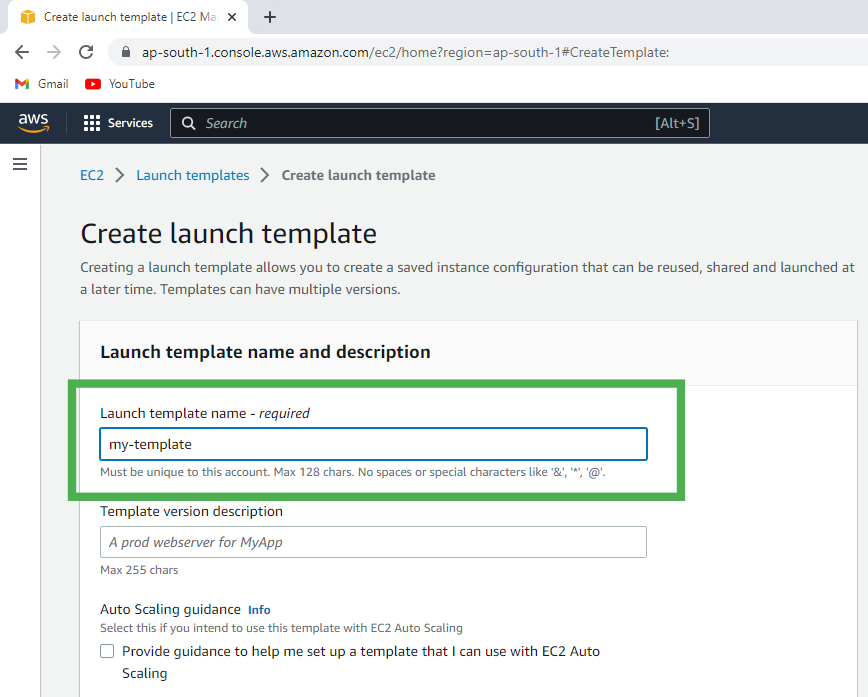 Create launch template | EC2 Ma
ap-south-1.console.aws.amazon.com/ec2/home?region=ap-south-1#CreateTemplate:
Gmail YouTube
aws Services Search [Alt+S]
EC2 > Launch templates > Create launch template
Create launch template
Creating a launch template allows you to create a saved instance configuration that can be reused, shared and launched at
a later time. Templates can have multiple versions.
Launch template name and description
Launch template name - required
my-template
Must be unique to this account. Max 128 chars. No spaces or special characters like '&', '*', '@'.
Template version description
A prod webserver for MyApp
Max 255 chars
Auto Scaling guidance Info
Select this if you intend to use this template with EC2 Auto Scaling
Provide guidance to help me set up a template that I can use with EC2 Auto
Scaling